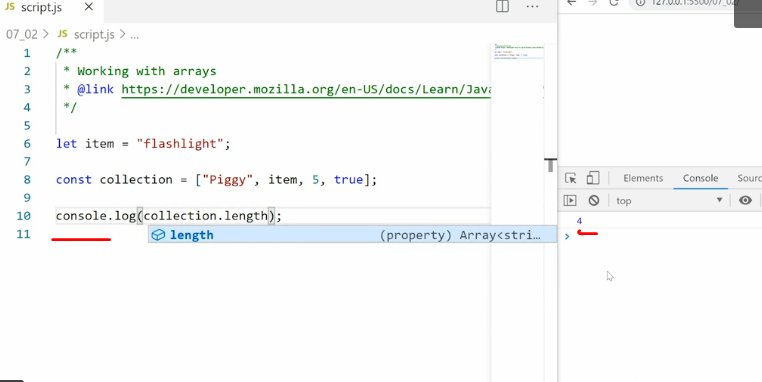 JS script.js ×
07_02 > JS script.js > ...
1 /**
2 * Working with arrays
3 * @link https://developer.mozilla.org/en-US/docs/Learn/Java
4 */
5
6 let item = "flashlight";
7
8 const collection = ["Piggy", item, 5, true];
9
10 console.log(collection.length);
11
length (property) Array<stri...
127.0.0.1:5500/07_02
Elements Console Sourc
top
4